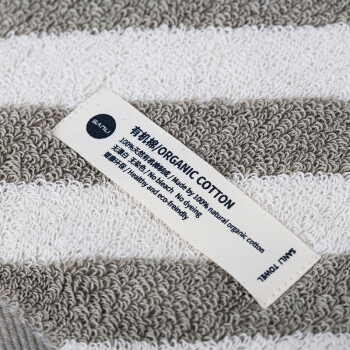 SANLI
有机棉/ORGANIC COTTON
100%天然有机棉制成/Made by 100% natural organic cotton
无漂白 无染色/No bleach No dyeing
健康环保/Healthy and eco-freindly
SANLI TOWEL